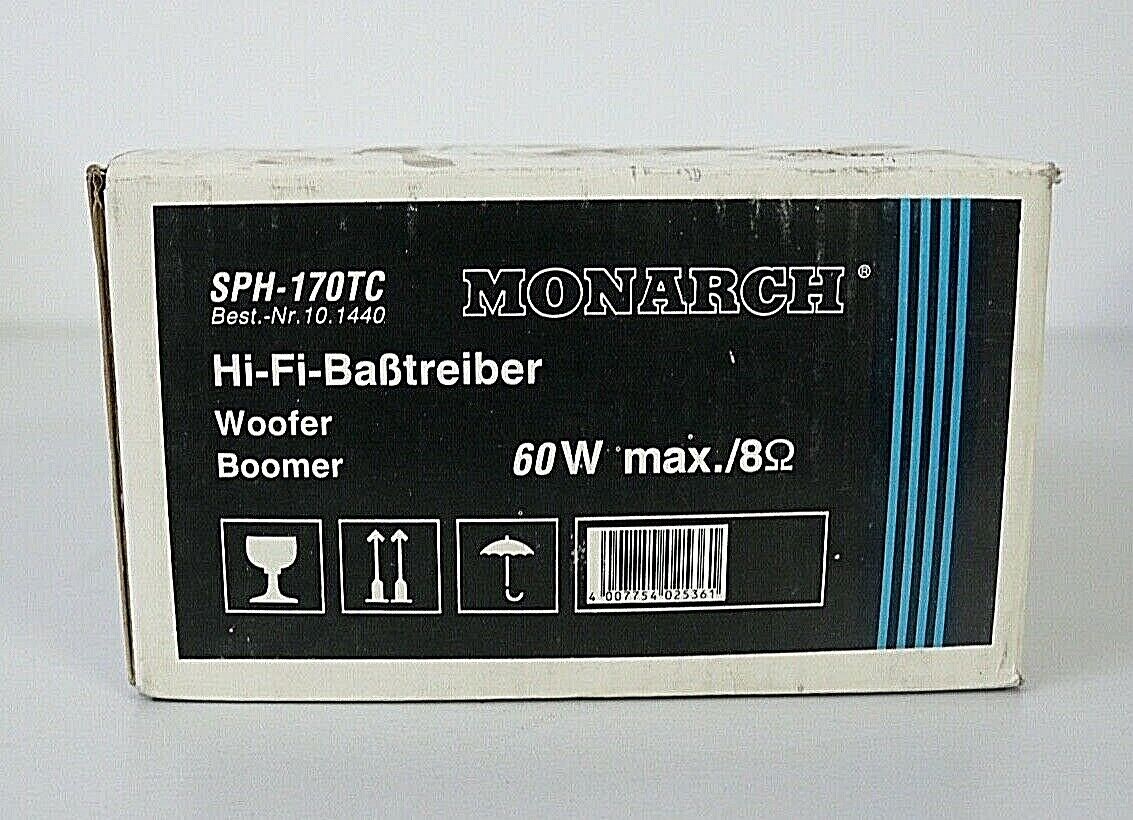 SPH-170TC
Best.-Nr.10.1440
MONARCH®
Hi-Fi-Baßtreiber
Woofer
Boomer
60W max./8Ω
4 007754 025361